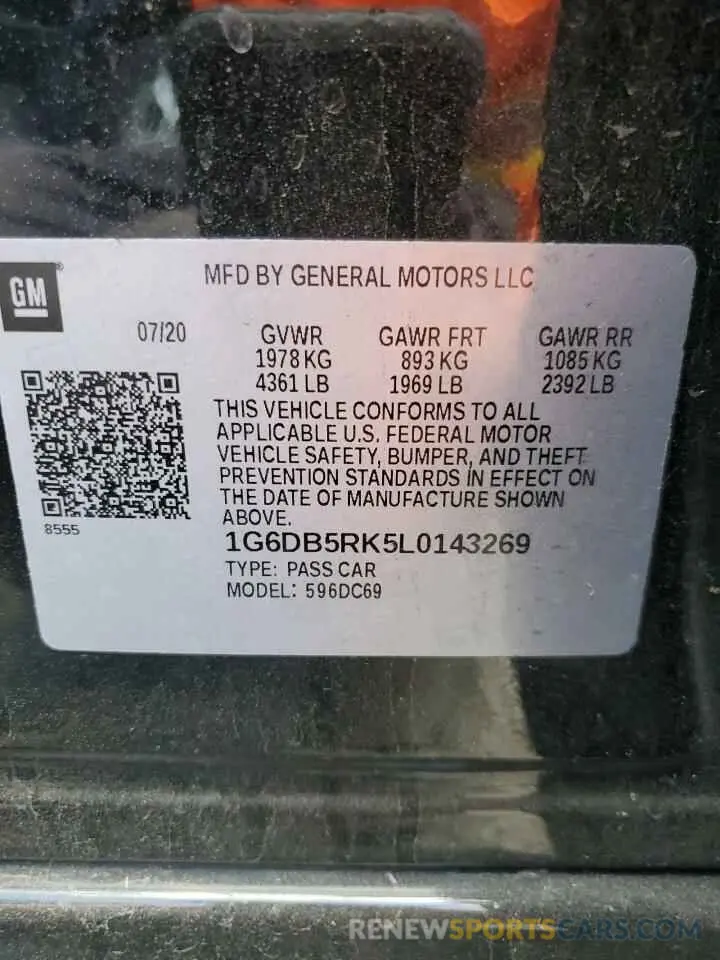 GM
®
MFD BY GENERAL MOTORS LLC
07/20
GVWR GAWR FRT GAWR RR
1978 KG 893 KG 1085 KG
4361 LB 1969 LB 2392 LB
THIS VEHICLE CONFORMS TO ALL
APPLICABLE U.S. FEDERAL MOTOR
VEHICLE SAFETY, BUMPER, AND THEFT
PREVENTION STANDARDS IN EFFECT ON
THE DATE OF MANUFACTURE SHOWN
ABOVE.
8555
1G6DB5RK5L0143269
TYPE: PASS CAR
MODEL: 596DC69
RENEWSPORTSCARS.COM